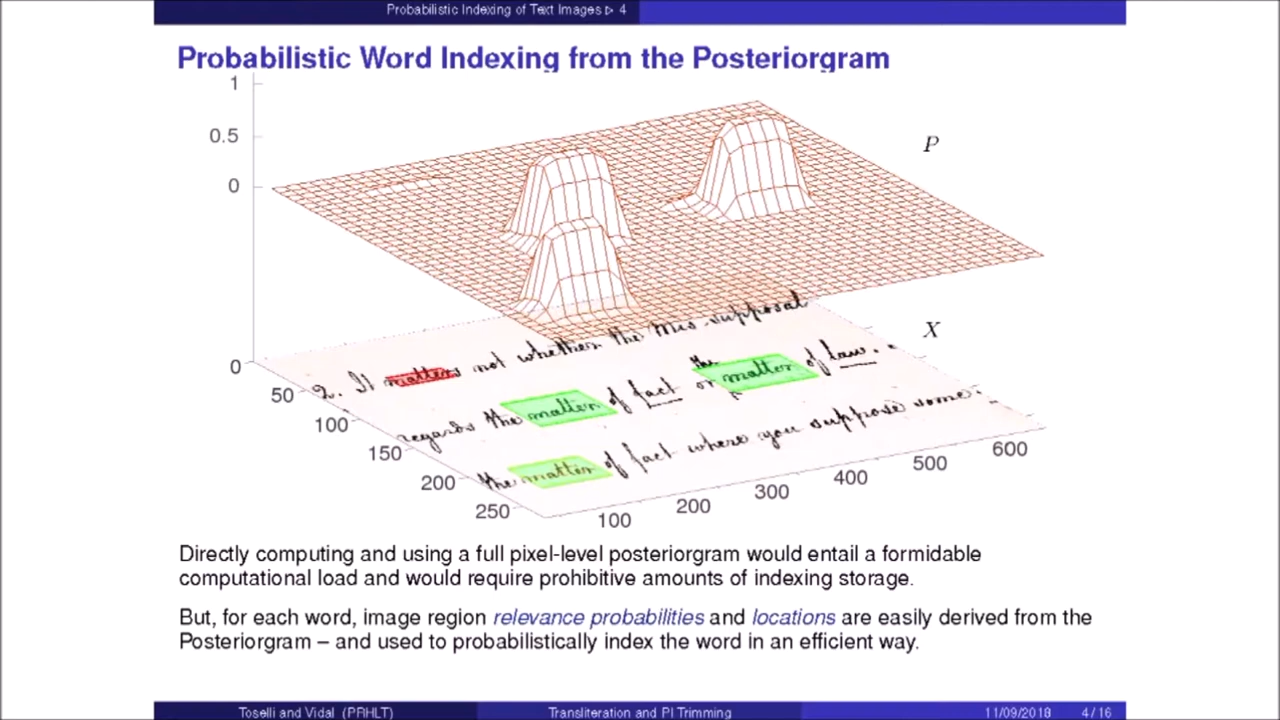 Probabilistic Indexing of Text Images ▷ 4
Probabilistic Word Indexing from the Posteriorgram
1
0.5
0
P
X
0
50
100
150
200
250
100
200
300
400
500
600
2. It matters not whether the Mis-supposal
regards the matter of fact or the matter of law.
the matter of fact where you suppose some
Directly computing and using a full pixel-level posteriorgram would entail a formidable
computational load and would require prohibitive amounts of indexing storage.
But, for each word, image region relevance probabilities and locations are easily derived from the
Posteriorgram – and used to probabilistically index the word in an efficient way.
Toselli and Vidal (PRHLT)
Transliteration and PI Trimming
11/09/2018 4/16